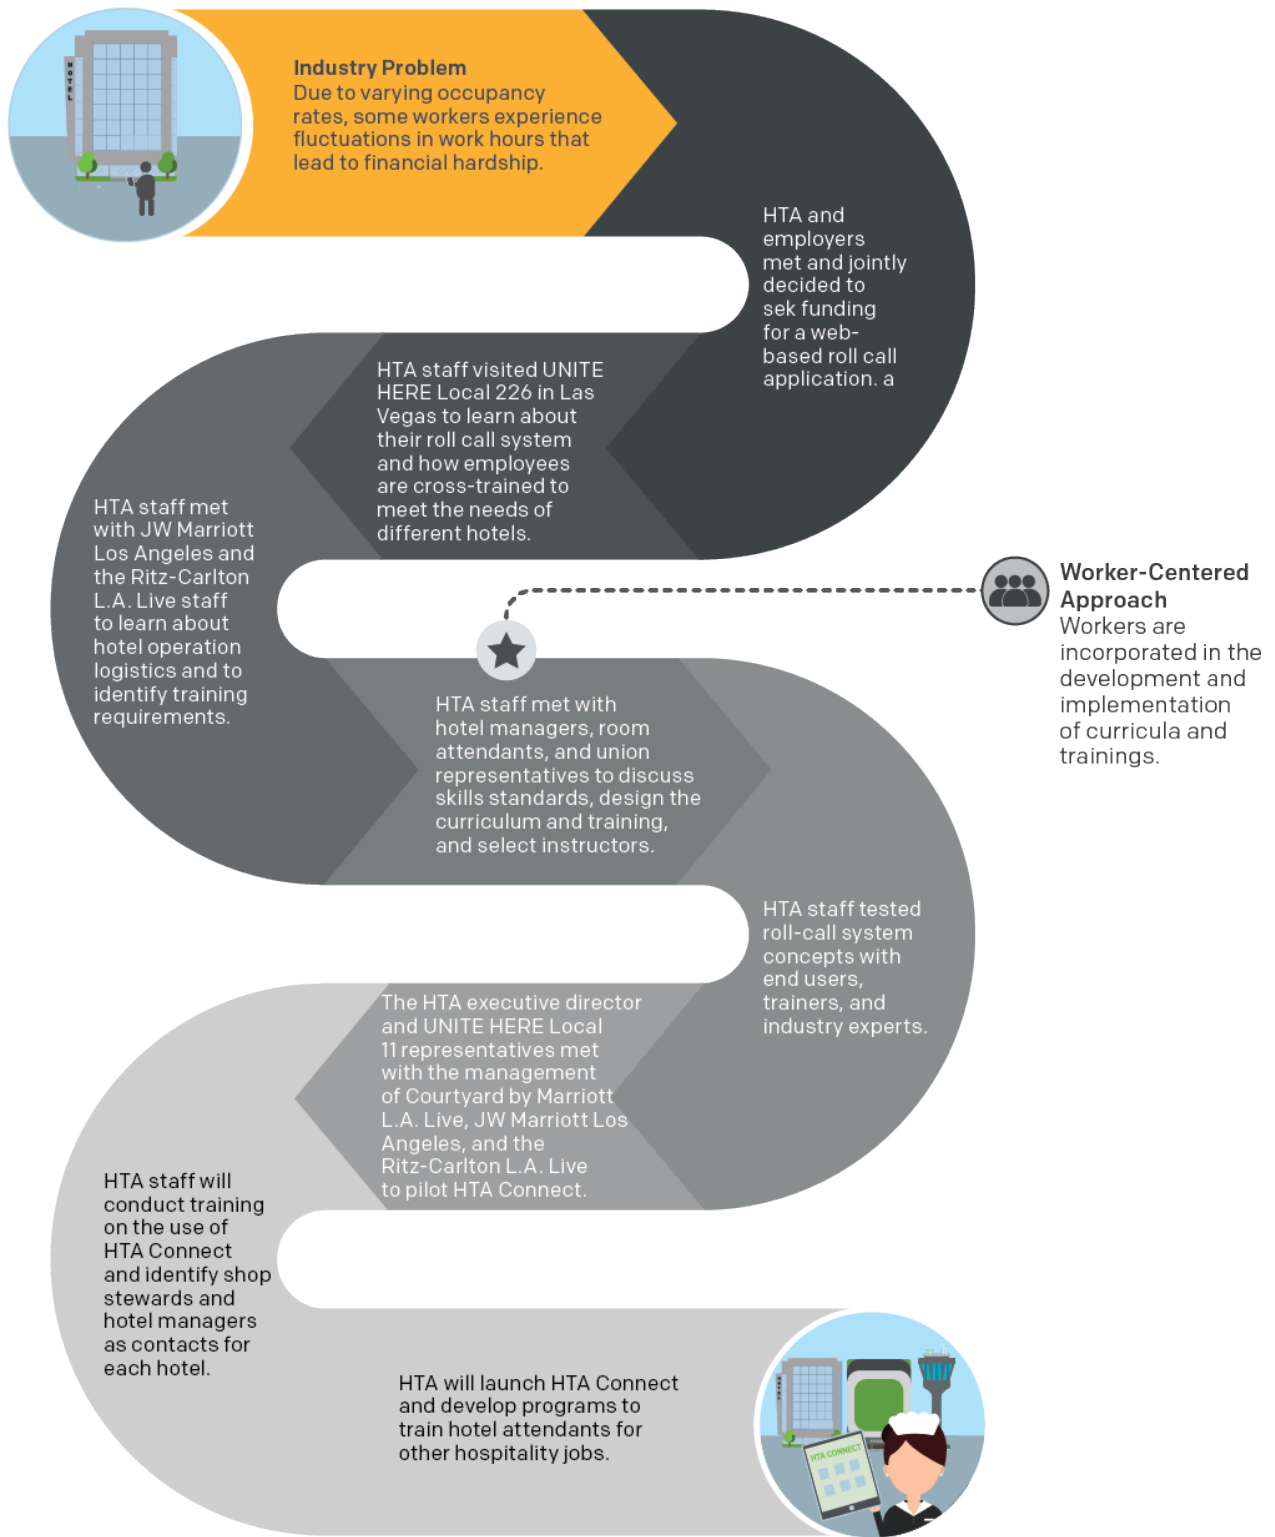 HOTEL
Industry Problem
Due to varying occupancy
rates, some workers experience
fluctuations in work hours that
lead to financial hardship.
HTA and
employers
met and jointly
decided to
sek funding
for a web-
based roll call
application. a
HTA staff visited UNITE
HERE Local 226 in Las
Vegas to learn about
their roll call system
and how employees
are cross-trained to
meet the needs of
different hotels.
HTA staff met
with JW Marriott
Los Angeles and
the Ritz-Carlton
L.A. Live staff
to learn about
hotel operation
logistics and to
identify training
requirements.
Worker-Centered
Approach
Workers are
incorporated in the
development and
implementation
of curricula and
trainings.
HTA staff met with
hotel managers, room
attendants, and union
representatives to discuss
skills standards, design the
curriculum and training,
and select instructors.
HTA staff tested
roll-call system
concepts with
end users,
trainers, and
industry experts.
The HTA executive director
and UNITE HERE Local
11 representatives met
with the management
of Courtyard by Marriott
L.A. Live, JW Marriott Los
Angeles, and the
Ritz-Carlton L.A. Live
to pilot HTA Connect.
HTA staff will
conduct training
on the use of
HTA Connect
and identify shop
stewards and
hotel managers
as contacts for
each hotel.
HTA will launch HTA Connect
and develop programs to
train hotel attendants for
other hospitality jobs.
HOTEL
HTA CONNECT